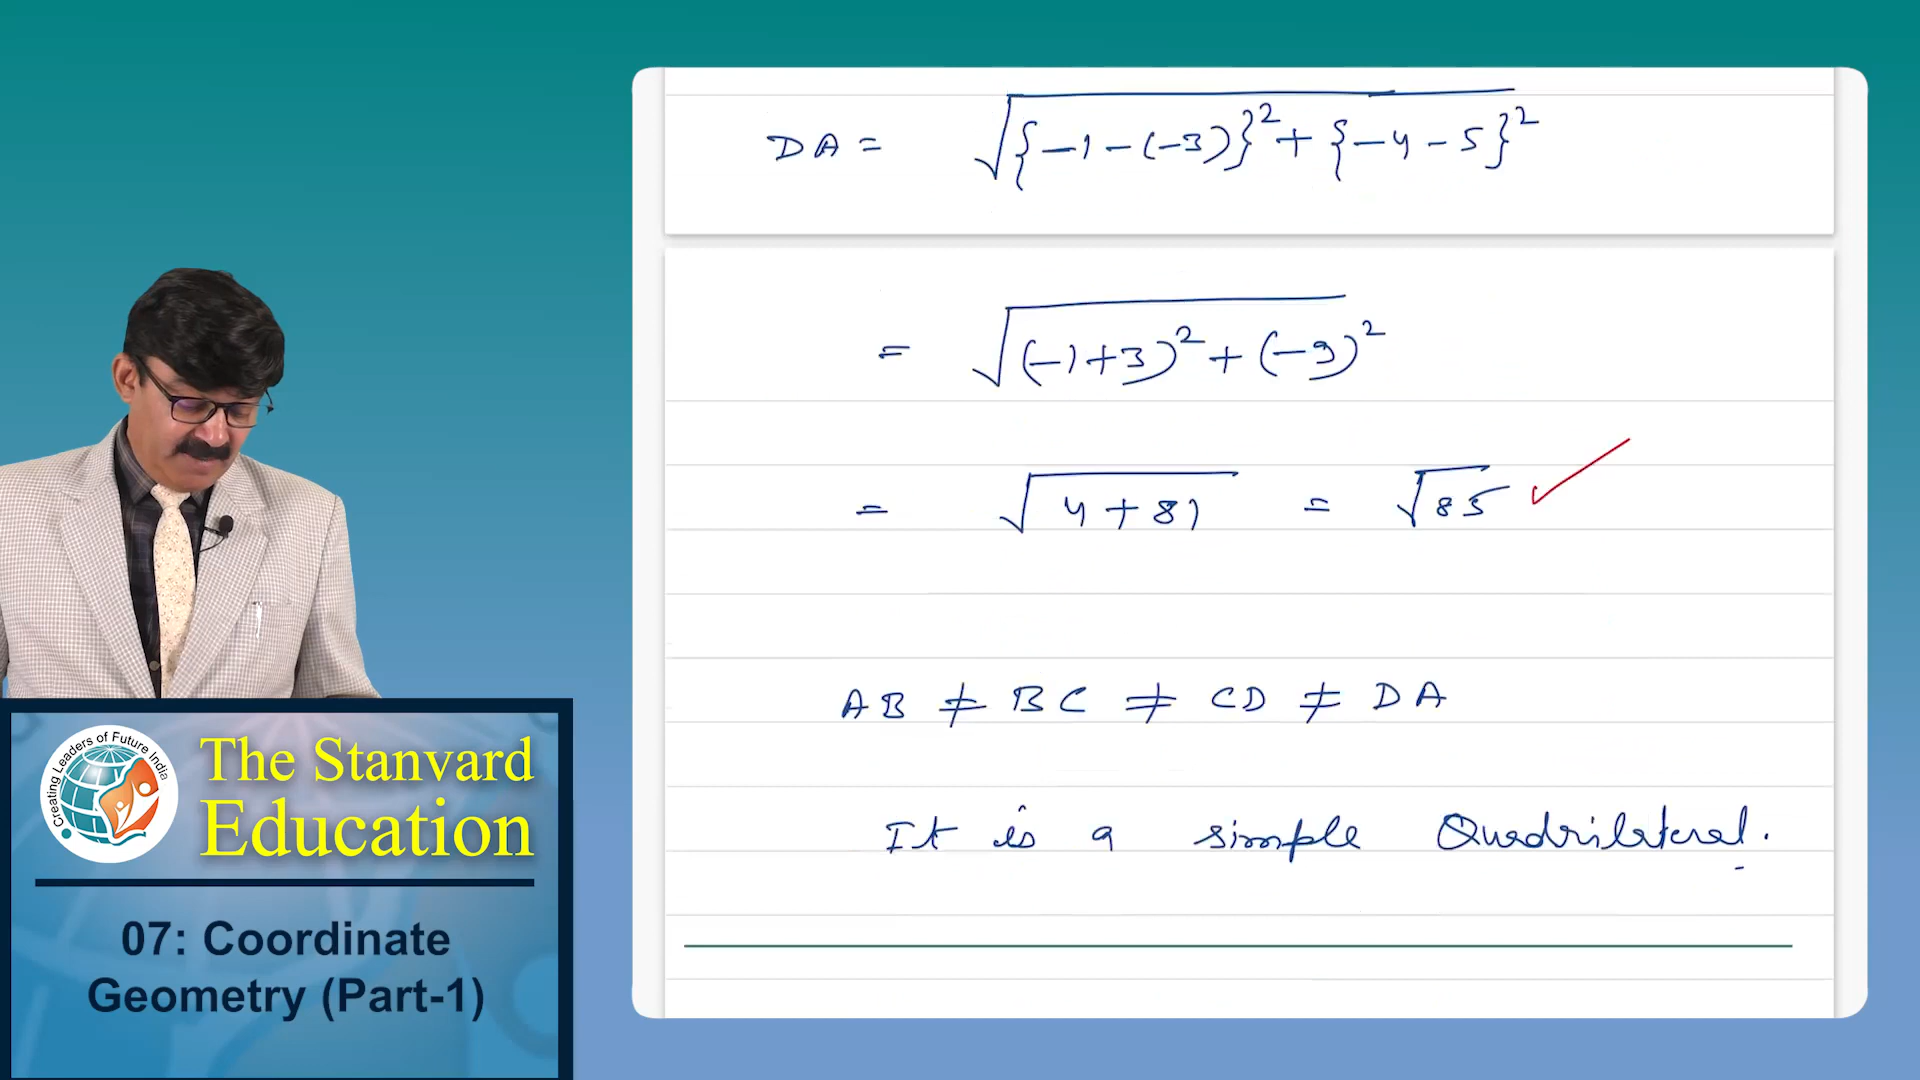 DA = √{-1-(-3)}² + {-4-5}²
= √(-1+3)² + (-9)²
= √4+81 = √85
AB ≠ BC ≠ CD ≠ DA
It is a simple Quadrilateral.
Creating Leaders of Future India
The Stanvard
Education
07: Coordinate
Geometry (Part-1)